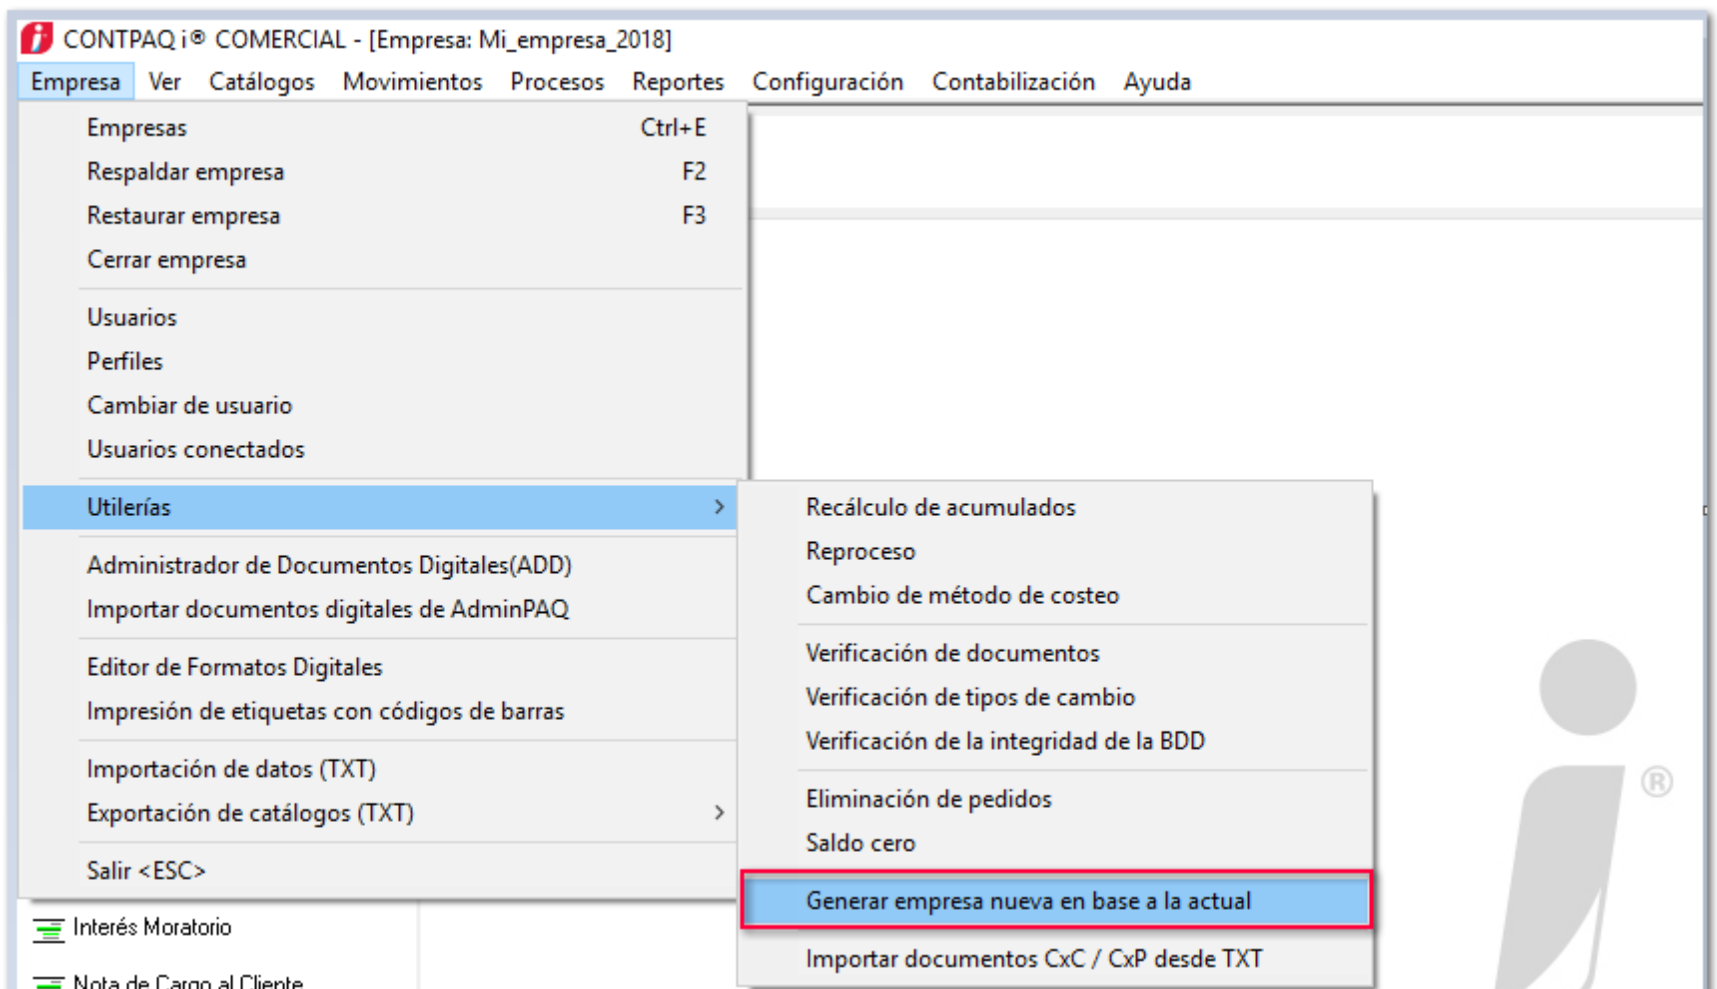 CONTPAQ i® COMERCIAL - [Empresa: Mi_empresa_2018]
Empresa Ver Catálogos Movimientos Procesos Reportes Configuración Contabilización Ayuda
Empresas Ctrl+E
Respaldar empresa F2
Restaurar empresa F3
Cerrar empresa
Usuarios
Perfiles
Cambiar de usuario
Usuarios conectados
Utilerías >
Administrador de Documentos Digitales(ADD)
Importar documentos digitales de AdminPAQ
Editor de Formatos Digitales
Impresión de etiquetas con códigos de barras
Importación de datos (TXT)
Exportación de catálogos (TXT) >
Salir <ESC>
Recálculo de acumulados
Reproceso
Cambio de método de costeo
Verificación de documentos
Verificación de tipos de cambio
Verificación de la integridad de la BDD
Eliminación de pedidos
Saldo cero
Generar empresa nueva en base a la actual
Importar documentos CxC / CxP desde TXT
Interés Moratorio
Nota de Cargo al Cliente
®